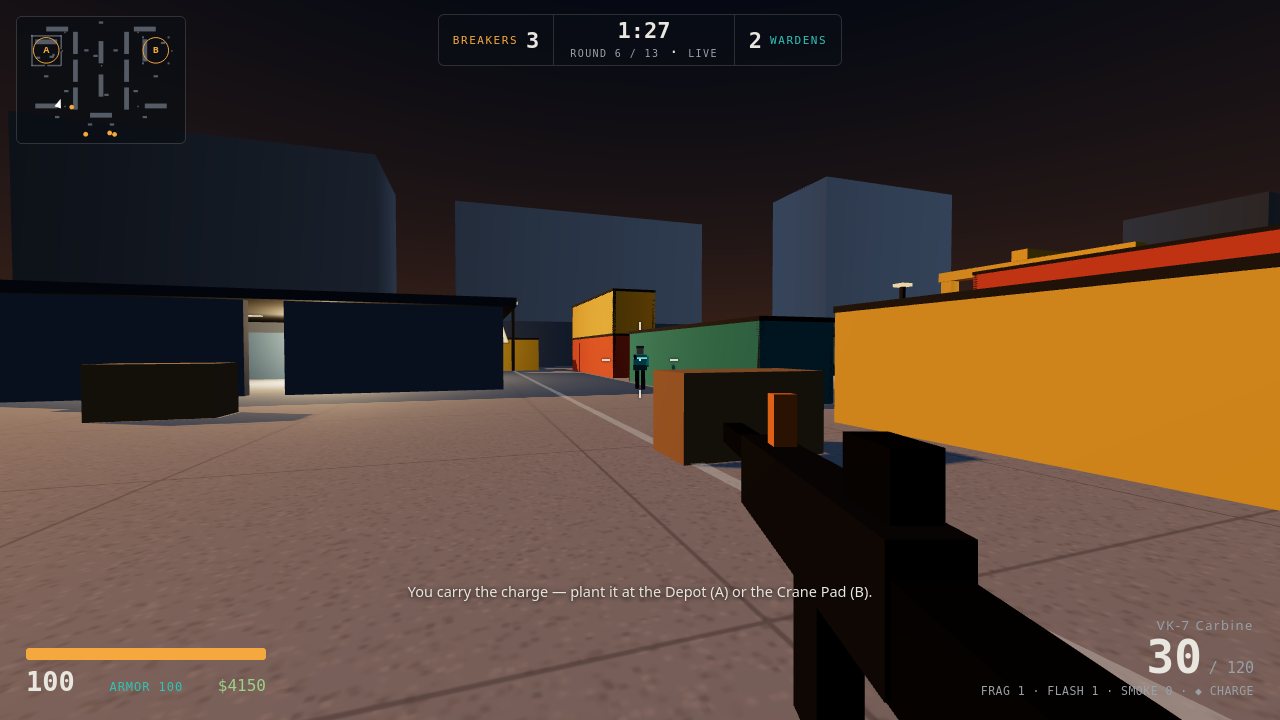 A
B
BREAKERS 3
1:27
ROUND 6 / 13 • LIVE
2 WARDENS
You carry the charge — plant it at the Depot (A) or the Crane Pad (B).
100 ARMOR 100 $4150
VK-7 Carbine
30 / 120
FRAG 1 · FLASH 1 · SMOKE 0 · ◆ CHARGE